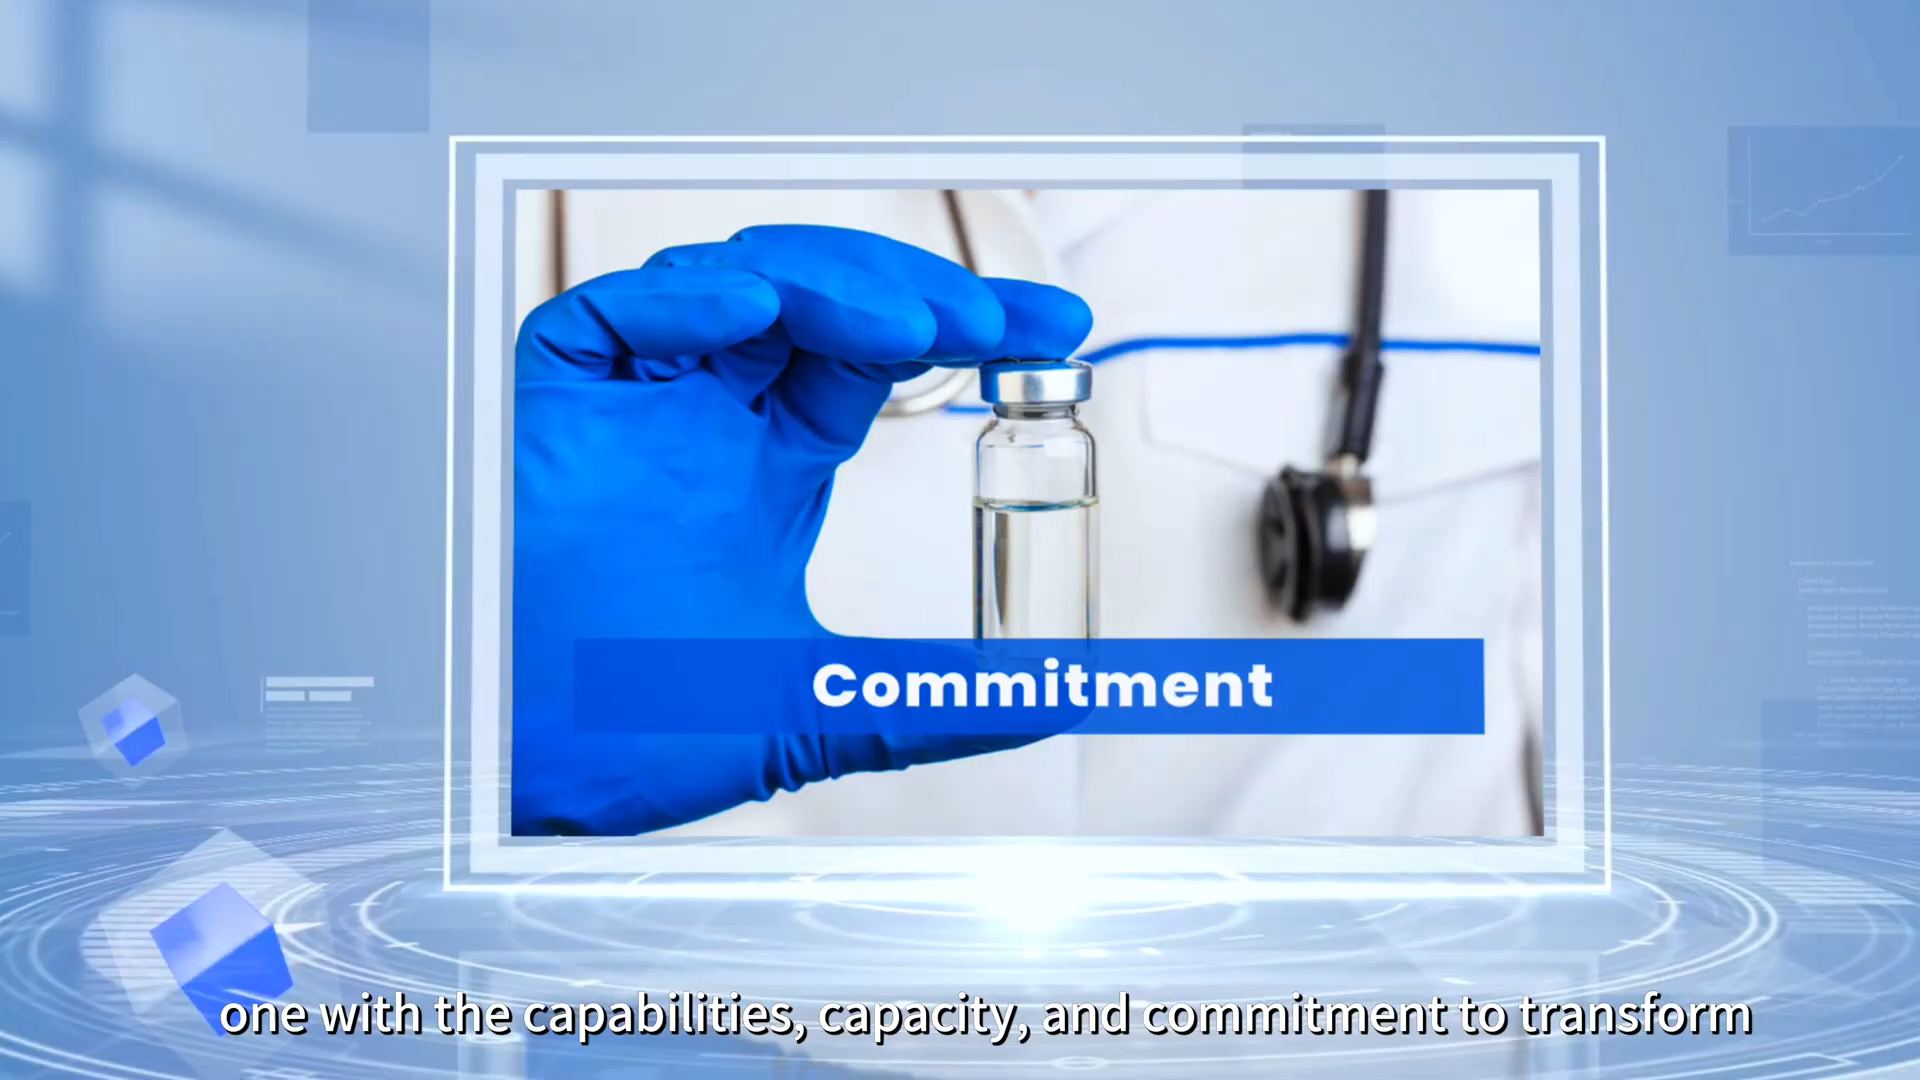 Commitment
one with the capabilities, capacity, and commitment to transform